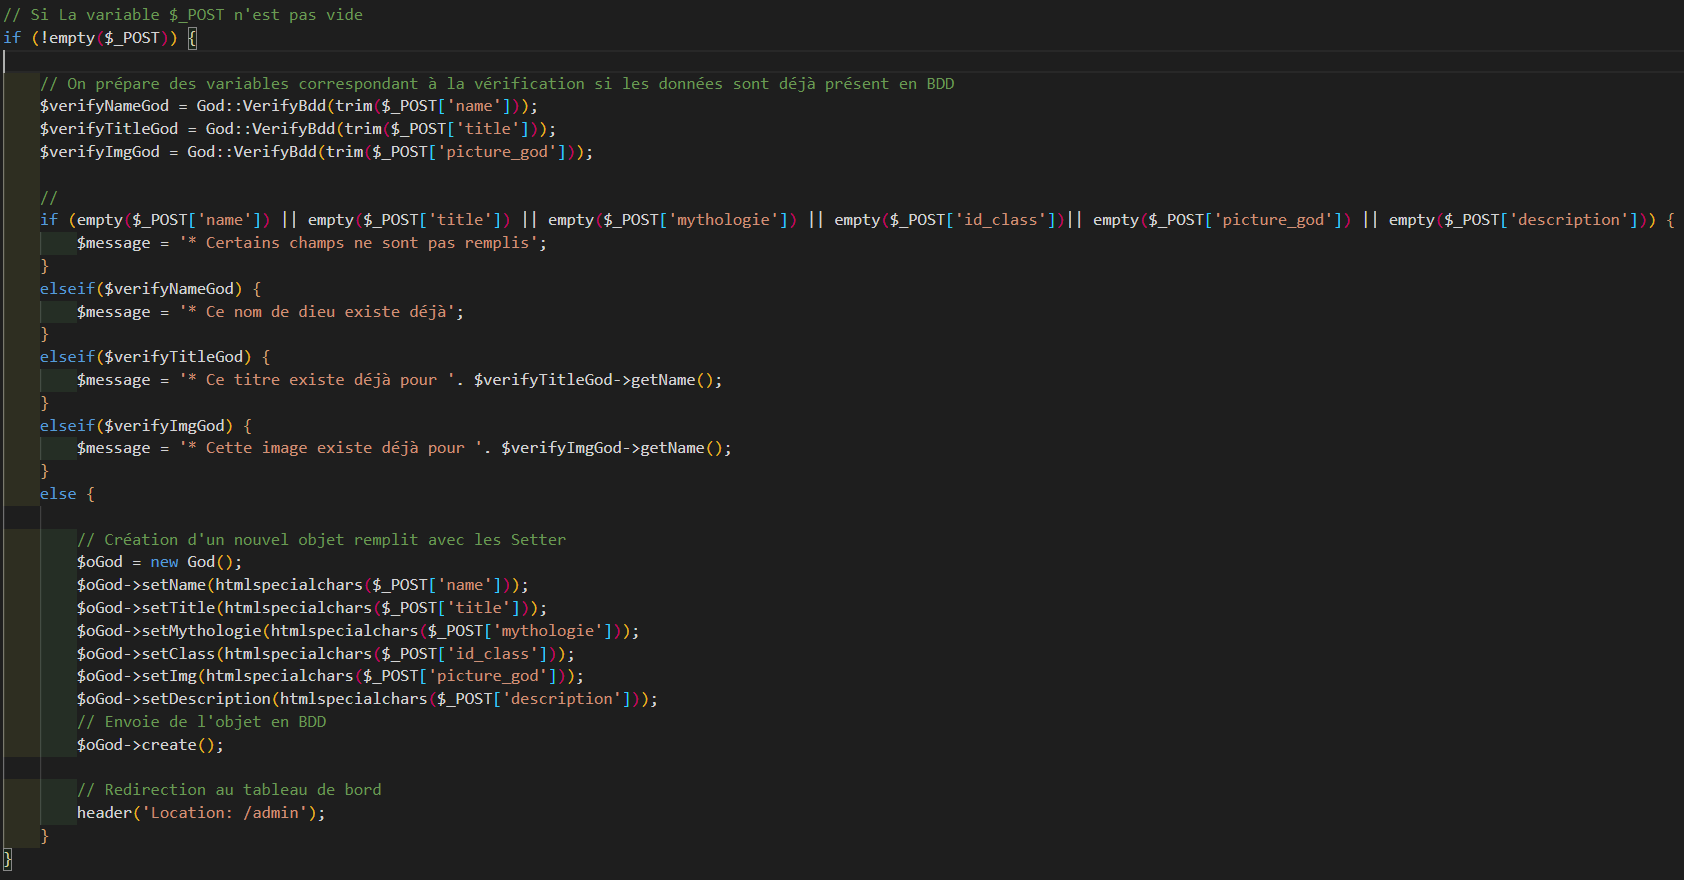 // Si La variable $_POST n'est pas vide
if (!empty($_POST)) {
// On prépare des variables correspondant à la vérification si les données sont déjà présent en BDD
$verifyNameGod = God::VerifyBdd(trim($_POST['name']));
$verifyTitleGod = God::VerifyBdd(trim($_POST['title']));
$verifyImgGod = God::VerifyBdd(trim($_POST['picture_god']));
//
if (empty($_POST['name']) || empty($_POST['title']) || empty($_POST['mythologie']) || empty($_POST['id_class'])|| empty($_POST['picture_god']) || empty($_POST['description'])) {
$message = '* Certains champs ne sont pas remplis';
}
elseif($verifyNameGod) {
$message = '* Ce nom de dieu existe déjà';
}
elseif($verifyTitleGod) {
$message = '* Ce titre existe déjà pour '. $verifyTitleGod->getName();
}
elseif($verifyImgGod) {
$message = '* Cette image existe déjà pour '. $verifyImgGod->getName();
}
else {
// Création d'un nouvel objet remplit avec les Setter
$oGod = new God();
$oGod->setName(htmlspecialchars($_POST['name']));
$oGod->setTitle(htmlspecialchars($_POST['title']));
$oGod->setMythologie(htmlspecialchars($_POST['mythologie']));
$oGod->setClass(htmlspecialchars($_POST['id_class']));
$oGod->setImg(htmlspecialchars($_POST['picture_god']));
$oGod->setDescription(htmlspecialchars($_POST['description']));
// Envoie de l'objet en BDD
$oGod->create();
// Redirection au tableau de bord
header('Location: /admin');
}
}